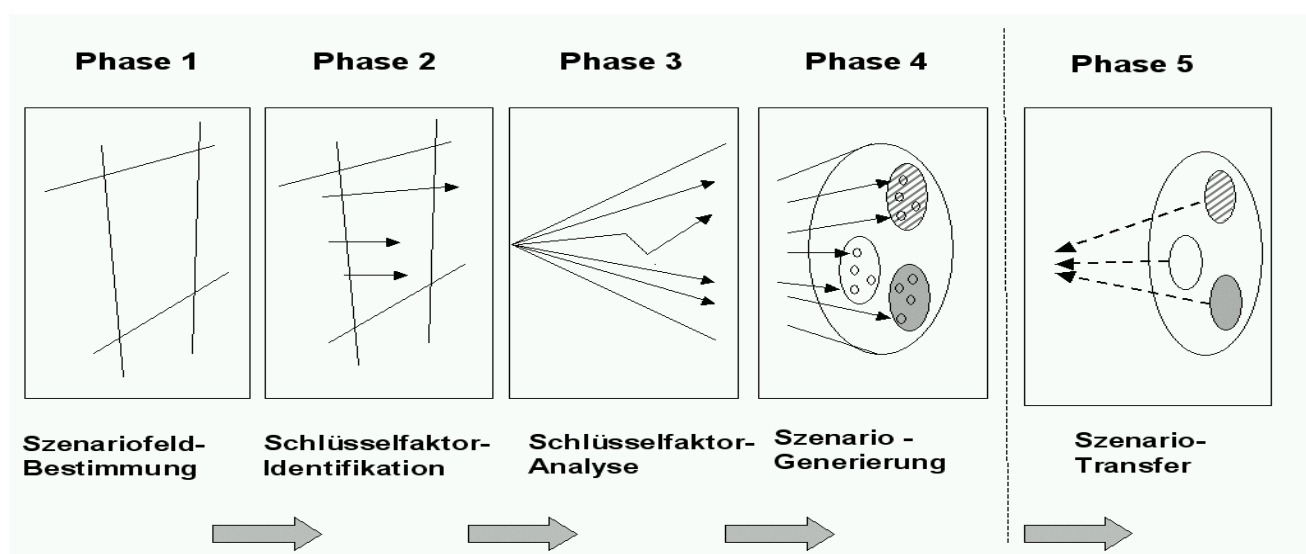 Phase 1
Phase 2
Phase 3
Phase 4
Phase 5
Szenariofeld-
Bestimmung
Schlüsselfaktor-
Identifikation
Schlüsselfaktor-
Analyse
Szenario -
Generierung
Szenario-
Transfer